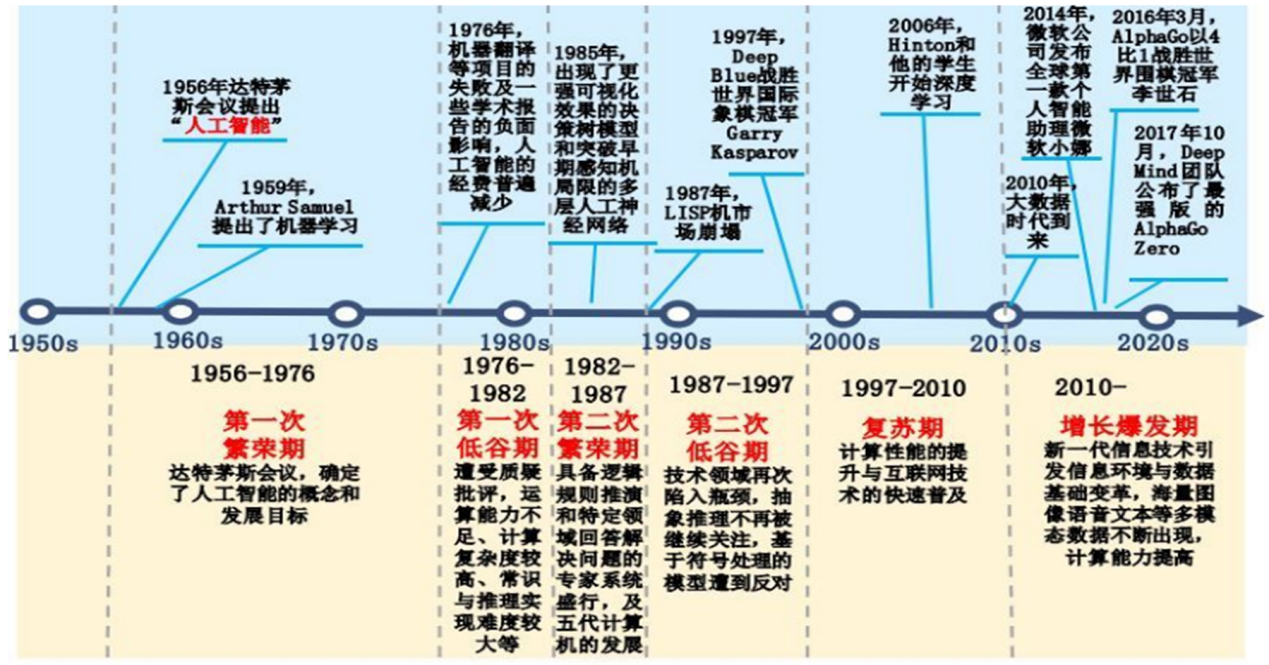 1956年达特茅
斯会议提出
“人工智能”
1959年，
Arthur Samuel
提出了机器学习
1976年，
机器翻译
等项目的
失败及一
些学术报
告的负面
影响，人
工智能的
经费普遍
减少
1985年，
出现了更
强可视化
效果的决
策树模型
和突破早
期感知机
局限的多
层人工神
经网络
1987年，
LISP机市
场崩塌
1997年，
Deep
Blue战胜
世界国际
象棋冠军
Garry
Kasparov
2006年，
Hinton和
他的学生
开始深度
学习
2010年，
大数据
时代到
来
2014年，
微软公
司发布
全球第
一款个
人智能
助理微
软小娜
2016年3月，
AlphaGo以4
比1战胜世
界围棋冠军
李世石
2017年10
月，Deep
Mind团队
公布了最
强版的
AlphaGo
Zero
1950s 1960s 1970s 1980s 1990s 2000s 2010s 2020s
1956-1976
第一次
繁荣期
达特茅斯会议，确定
了人工智能的概念和
发展目标
1976-
1982
第一次
低谷期
遭受质疑
批评，运
算能力不
足、计算
复杂度较
高、常识
与推理实
现难度较
大等
1982-
1987
第二次
繁荣期
具备逻辑
规则推演
和特定领
域回答解
决问题的
专家系统
盛行，及
五代计算
机的发展
1987-1997
第二次
低谷期
技术领域再次
陷入瓶颈，抽
象推理不再被
继续关注，基
于符号处理的
模型遭到反对
1997-2010
复苏期
计算性能的提
升与互联网技
术的快速普及
2010-
增长爆发期
新一代信息技术引
发信息环境与数据
基础变革，海量图
像语音文本等多模
态数据不断出现，
计算能力提高